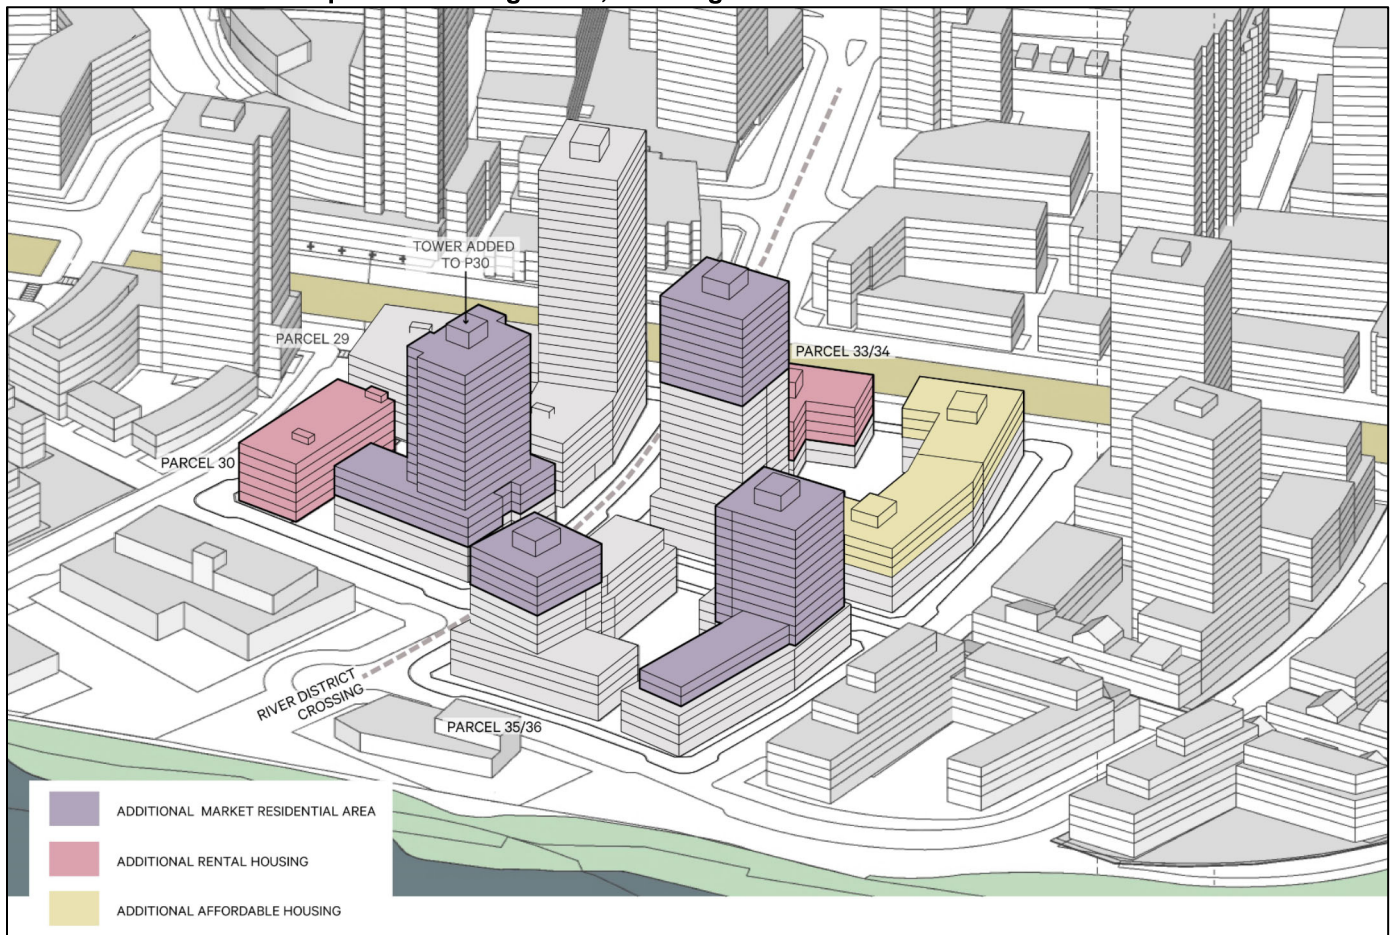 TOWER ADDED
TO P30
PARCEL 29
PARCEL 33/34
PARCEL 30
RIVER DISTRICT
CROSSING
PARCEL 35/36
ADDITIONAL MARKET RESIDENTIAL AREA
ADDITIONAL RENTAL HOUSING
ADDITIONAL AFFORDABLE HOUSING